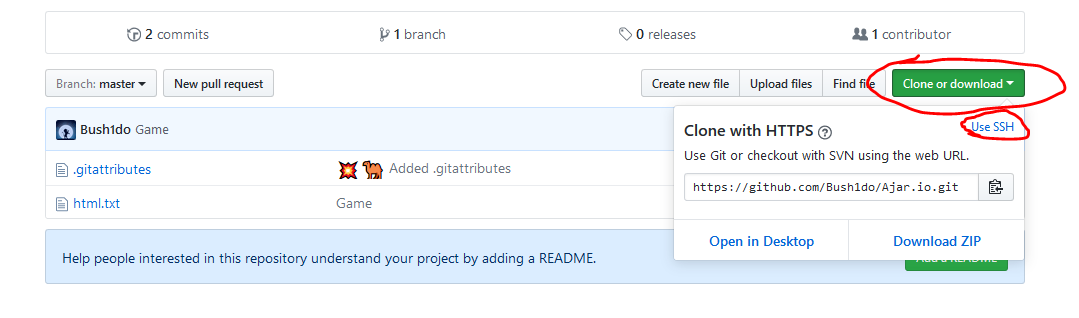 2 commits 1 branch 0 releases 1 contributor
Branch: master New pull request Create new file Upload files Find file Clone or download
Bush1do Game
Clone with HTTPS ? Use SSH
Use Git or checkout with SVN using the web URL.
.gitattributes Added .gitattributes
https://github.com/Bush1do/Ajar.io.git
html.txt Game
Open in Desktop Download ZIP
Help people interested in this repository understand your project by adding a README.
Add a README